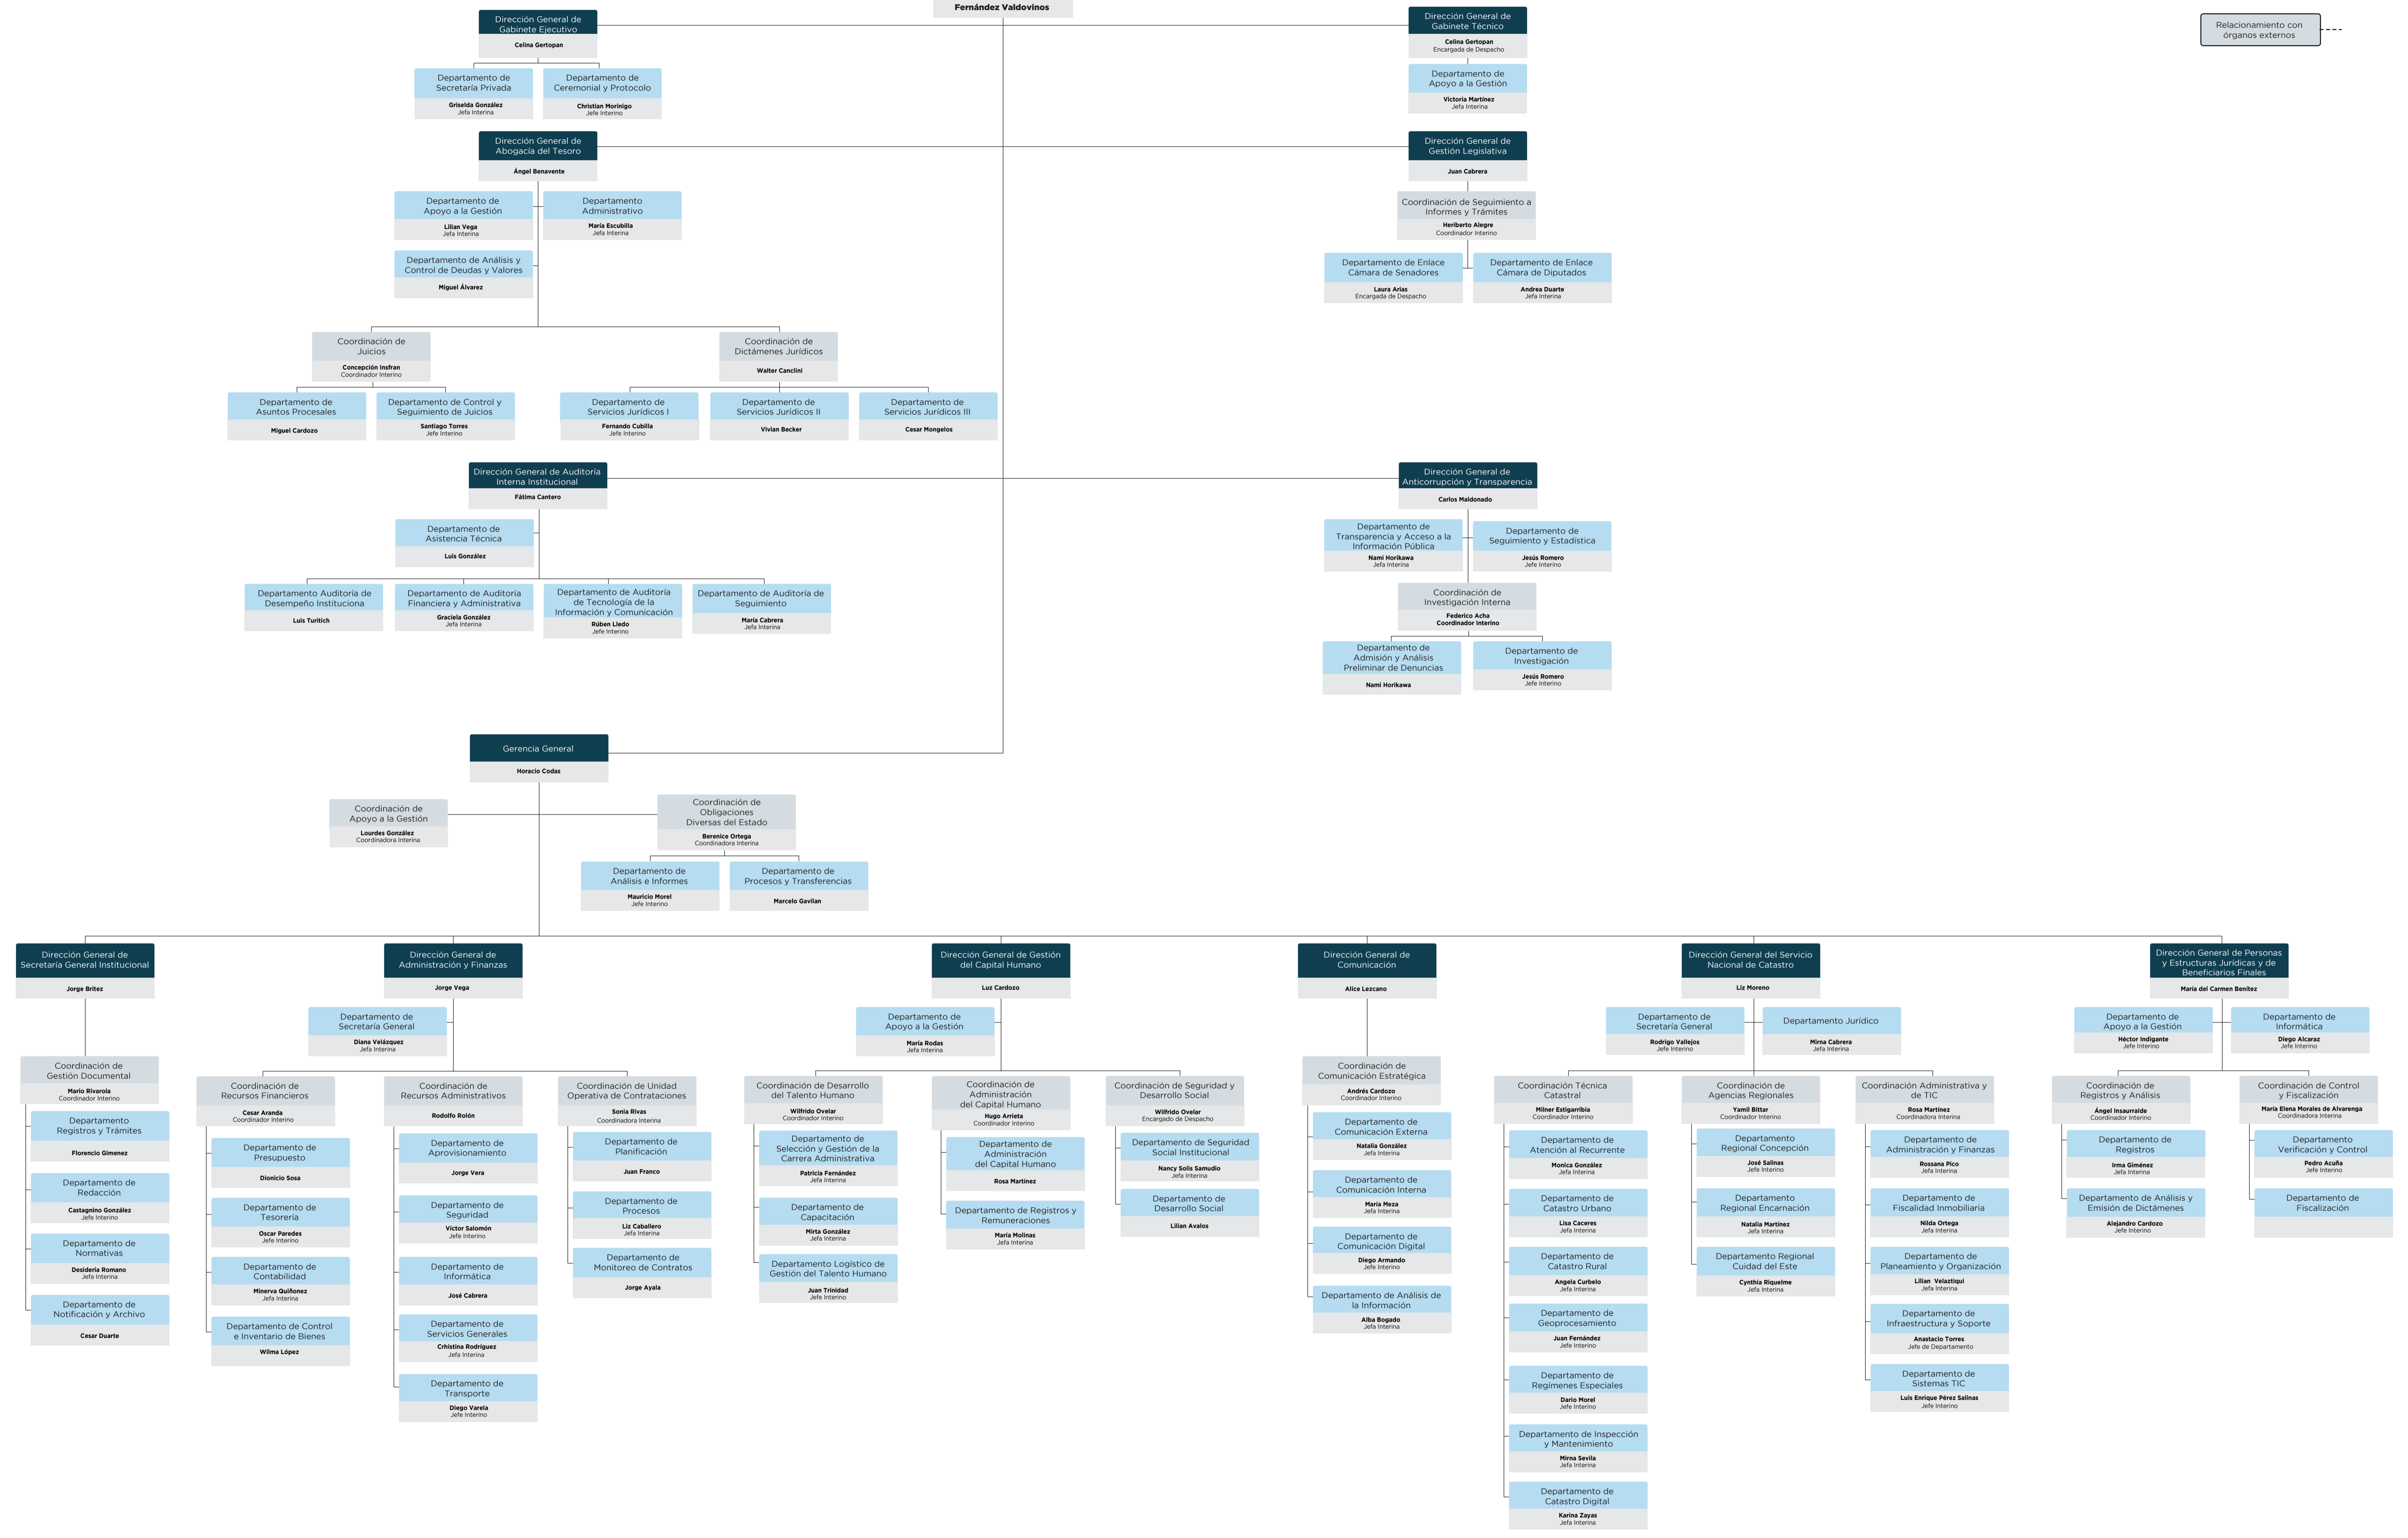 Fernández Valdovinos
Dirección General de
Gabinete Ejecutivo
Celina Gertopan
Dirección General de
Gabinete Técnico
Celina Gertopan
Encargada de Despacho
Relacionamiento con
órganos externos
Departamento de
Secretaría Privada
Griselda González
Jefa Interina
Departamento de
Ceremonial y Protocolo
Christian Morínigo
Jefe Interino
Departamento de
Apoyo a la Gestión
Victoria Martínez
Jefa Interina
Dirección General de
Abogacía del Tesoro
Ángel Benavente
Dirección General de
Gestión Legislativa
Juan Cabrera
Departamento de
Apoyo a la Gestión
Lilian Vega
Jefa Interina
Departamento
Administrativo
María Escubilla
Jefa Interina
Coordinación de Seguimiento a
Informes y Trámites
Heriberto Alegre
Coordinador Interino
Departamento de Análisis y
Control de Deudas y Valores
Miguel Álvarez
Departamento de Enlace
Cámara de Senadores
Laura Arias
Encargada de Despacho
Departamento de Enlace
Cámara de Diputados
Andrea Duarte
Jefa Interina
Coordinación de
Juicios
Concepción Insfran
Coordinador Interino
Coordinación de
Dictámenes Jurídicos
Walter Canclini
Departamento de
Asuntos Procesales
Miguel Cardozo
Departamento de Control y
Seguimiento de Juicios
Santiago Torres
Jefe Interino
Departamento de
Servicios Jurídicos I
Fernando Cubilla
Jefe Interino
Departamento de
Servicios Jurídicos II
Vivian Becker
Departamento de
Servicios Jurídicos III
Cesar Mongelos
Dirección General de Auditoría
Interna Institucional
Fátima Cantero
Dirección General de
Anticorrupción y Transparencia
Carlos Maldonado
Departamento de
Asistencia Técnica
Luis González
Departamento de
Transparencia y Acceso a la
Información Pública
Nami Horikawa
Jefa Interina
Departamento de
Seguimiento y Estadística
Jesús Romero
Jefe Interino
Departamento Auditoría de
Desempeño Instituciona
Luis Turitich
Departamento de Auditoría
Financiera y Administrativa
Graciela González
Jefa Interina
Departamento de Auditoría
de Tecnología de la
Información y Comunicación
Rúben Lledo
Jefe Interino
Departamento de Auditoría de
Seguimiento
María Cabrera
Jefa Interina
Coordinación de
Investigación Interna
Federico Acha
Coordinador Interino
Departamento de
Admisión y Análisis
Preliminar de Denuncias
Nami Horikawa
Departamento de
Investigación
Jesús Romero
Jefe Interino
Gerencia General
Horacio Codas
Coordinación de
Apoyo a la Gestión
Lourdes González
Coordinadora Interina
Coordinación de
Obligaciones
Diversas del Estado
Berenice Ortega
Coordinadora Interina
Departamento de
Análisis e Informes
Mauricio Morel
Jefe Interino
Departamento de
Procesos y Transferencias
Marcelo Gavilan
Dirección General de
Secretaría General Institucional
Jorge Britez
Dirección General de
Administración y Finanzas
Jorge Vega
Dirección General de Gestión
del Capital Humano
Luz Cardozo
Dirección General de
Comunicación
Alice Lezcano
Dirección General del Servicio
Nacional de Catastro
Liz Moreno
Dirección General de Personas
y Estructuras Jurídicas y de
Beneficiarios Finales
María del Carmen Benítez
Departamento de
Secretaría General
Diana Velázquez
Jefa Interina
Departamento de
Apoyo a la Gestión
María Rodas
Jefa Interina
Departamento de
Secretaría General
Rodrigo Vallejos
Jefe Interino
Departamento Jurídico
Mirna Cabrera
Jefa Interina
Departamento de
Apoyo a la Gestión
Héctor Indigante
Jefe Interino
Departamento de
Informática
Diego Alcaraz
Jefe Interino
Coordinación de
Gestión Documental
Mario Rivarola
Coordinador Interino
Departamento
Registros y Trámites
Florencio Gimenez
Departamento de
Redacción
Castagnino González
Jefe Interino
Departamento de
Normativas
Desideria Romano
Jefa Interina
Departamento de
Notificación y Archivo
Cesar Duarte
Coordinación de
Recursos Financieros
Cesar Aranda
Coordinador Interino
Departamento de
Presupuesto
Dionicio Sosa
Departamento de
Tesorería
Oscar Paredes
Jefe Interino
Departamento de
Contabilidad
Minerva Quiñonez
Jefa Interina
Departamento de Control
e Inventario de Bienes
Wilma López
Coordinación de
Recursos Administrativos
Rodolfo Rolón
Departamento de
Aprovisionamiento
Jorge Vera
Departamento de
Seguridad
Víctor Salomón
Jefe Interino
Departamento de
Informática
José Cabrera
Departamento de
Servicios Generales
Crhistina Rodríguez
Jefa Interina
Departamento de
Transporte
Diego Varela
Jefe Interino
Coordinación de Unidad
Operativa de Contrataciones
Sonia Rivas
Coordinadora Interina
Departamento de
Planificación
Juan Franco
Departamento de
Procesos
Liz Caballero
Jefa Interina
Departamento de
Monitoreo de Contratos
Jorge Ayala
Coordinación de Desarrollo
del Talento Humano
Wilfrido Ovelar
Coordinador Interino
Departamento de
Selección y Gestión de la
Carrera Administrativa
Patricia Fernández
Jefa Interina
Departamento de
Capacitación
Mirta González
Jefa Interina
Departamento Logístico de
Gestión del Talento Humano
Juan Trinidad
Jefe Interino
Coordinación de
Administración
del Capital Humano
Hugo Arrieta
Coordinador Interino
Departamento de
Administración
del Capital Humano
Rosa Martínez
Departamento de Registros y
Remuneraciones
María Molinas
Jefa Interina
Coordinación de Seguridad y
Desarrollo Social
Wilfrido Ovelar
Encargado de Despacho
Departamento de Seguridad
Social Institucional
Nancy Solis Samudio
Jefa Interina
Departamento de
Desarrollo Social
Lilian Avalos
Coordinación de
Comunicación Estratégica
Andrés Cardozo
Coordinador Interino
Departamento de
Comunicación Externa
Natalia González
Jefa Interina
Departamento de
Comunicación Interna
María Meza
Jefa Interina
Departamento de
Comunicación Digital
Diego Armando
Jefe Interino
Departamento de Análisis de
la Información
Alba Bogado
Jefa Interina
Coordinación Técnica
Catastral
Milner Estigarribia
Coordinador Interino
Departamento de
Atención al Recurrente
Monica González
Jefa Interina
Departamento de
Catastro Urbano
Lisa Caceres
Jefa Interina
Departamento de
Catastro Rural
Angela Curbelo
Jefa Interina
Departamento de
Geoprocesamiento
Juan Fernández
Jefe Interino
Departamento de
Regímenes Especiales
Dario Morel
Jefe Interino
Departamento de Inspección
y Mantenimiento
Mirna Sevila
Jefa Interina
Departamento de
Catastro Digital
Karina Zayas
Jefa Interina
Coordinación de
Agencias Regionales
Yamil Bittar
Coordinador Interino
Departamento
Regional Concepción
José Salinas
Jefe Interino
Departamento
Regional Encarnación
Natalia Martínez
Jefa Interina
Departamento Regional
Cuidad del Este
Cynthia Riquelme
Jefa Interina
Coordinación Administrativa y
de TIC
Rosa Martínez
Coordinadora Interina
Departamento de
Administración y Finanzas
Rossana Pico
Jefa Interina
Departamento de
Fiscalidad Inmobiliaria
Nilda Ortega
Jefa Interina
Departamento de
Planeamiento y Organización
Lilian Velaztiqui
Jefa Interina
Departamento de
Infraestructura y Soporte
Anastacio Torres
Jefe de Departamento
Departamento de
Sistemas TIC
Luis Enrique Pérez Salinas
Jefe Interino
Coordinación de
Registros y Análisis
Ángel Insaurralde
Coordinador Interino
Departamento de
Registros
Irma Giménez
Jefa Interina
Departamento de Análisis y
Emisión de Dictámenes
Alejandro Cardozo
Jefe Interino
Coordinación de Control
y Fiscalización
María Elena Morales de Alvarenga
Coordinadora Interina
Departamento
Verificación y Control
Pedro Acuña
Jefe Interino
Departamento de
Fiscalización